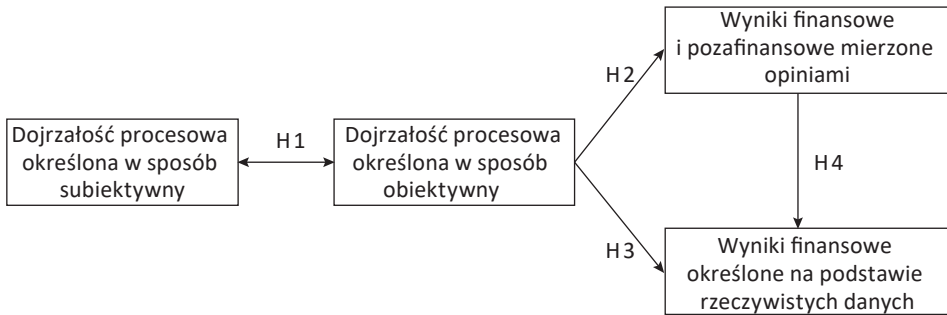 Wyniki finansowe
i pozafinansowe mierzone
opiniami
H2
Dojrzałość procesowa
określona w sposób
subiektywny
H1
Dojrzałość procesowa
określona w sposób
obiektywny
H4
H3
Wyniki finansowe
określone na podstawie
rzeczywistych danych